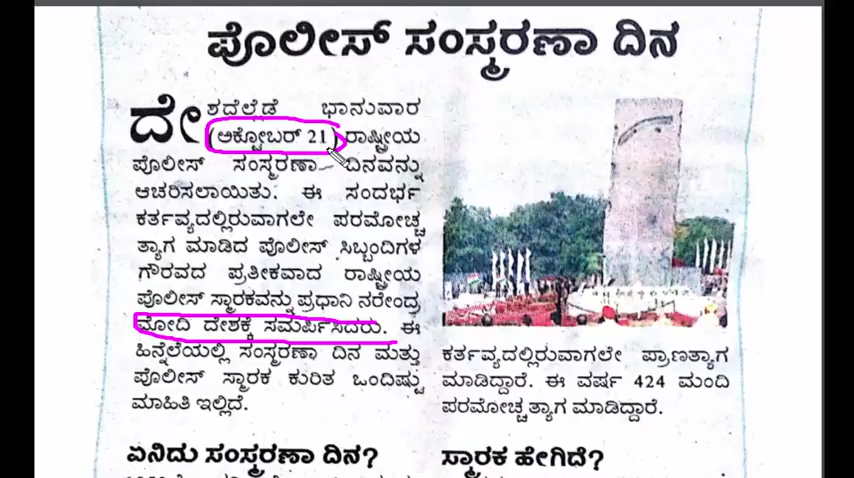 ಪೊಲೀಸ್ ಸಂಸ್ಮರಣಾ ದಿನ
ದೇಶದೆಲ್ಲೆಡೆ ಭಾನುವಾರ
(ಅಕ್ಟೋಬರ್ 21) ರಾಷ್ಟ್ರೀಯ
ಪೊಲೀಸ್ ಸಂಸ್ಮರಣಾ ದಿನವನ್ನು
ಆಚರಿಸಲಾಯಿತು. ಈ ಸಂದರ್ಭ
ಕರ್ತವ್ಯದಲ್ಲಿರುವಾಗಲೇ ಪರಮೋಚ್ಚ
ತ್ಯಾಗ ಮಾಡಿದ ಪೊಲೀಸ್ ಸಿಬ್ಬಂದಿಗಳ
ಗೌರವದ ಪ್ರತೀಕವಾದ ರಾಷ್ಟ್ರೀಯ
ಪೊಲೀಸ್ ಸ್ಮಾರಕವನ್ನು ಪ್ರಧಾನಿ ನರೇಂದ್ರ
ಮೋದಿ ದೇಶಕ್ಕೆ ಸಮರ್ಪಿಸಿದರು. ಈ
ಹಿನ್ನೆಲೆಯಲ್ಲಿ ಸಂಸ್ಮರಣಾ ದಿನ ಮತ್ತು
ಪೊಲೀಸ್ ಸ್ಮಾರಕ ಕುರಿತ ಒಂದಿಷ್ಟು
ಮಾಹಿತಿ ಇಲ್ಲಿದೆ.
ಏನಿದು ಸಂಸ್ಮರಣಾ ದಿನ?
ಕರ್ತವ್ಯದಲ್ಲಿರುವಾಗಲೇ ಪ್ರಾಣತ್ಯಾಗ
ಮಾಡಿದ್ದಾರೆ. ಈ ವರ್ಷ 424 ಮಂದಿ
ಪರಮೋಚ್ಚ ತ್ಯಾಗ ಮಾಡಿದ್ದಾರೆ.
ಸ್ಮಾರಕ ಹೇಗಿದೆ?